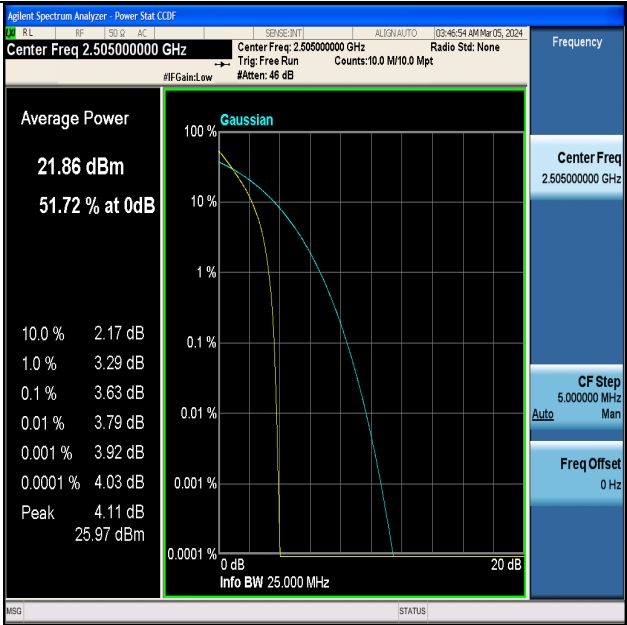 Agilent Spectrum Analyzer - Power Stat CCDF
LXI RL RF 50 Ω AC SENSE:INT ALIGN AUTO 03:46:54 AM Mar 05, 2024
Center Freq 2.505000000 GHz
Center Freq: 2.505000000 GHz Radio Std: None
Trig: Free Run Counts:10.0 M/10.0 Mpt
#IFGain:Low #Atten: 46 dB
Frequency
Average Power
21.86 dBm
51.72 % at 0dB
10.0 % 2.17 dB
1.0 % 3.29 dB
0.1 % 3.63 dB
0.01 % 3.79 dB
0.001 % 3.92 dB
0.0001 % 4.03 dB
Peak 4.11 dB
25.97 dBm
Gaussian
100 %
10 %
1 %
0.1 %
0.01 %
0.001 %
0.0001 %
0 dB 20 dB
Info BW 25.000 MHz
Center Freq
2.505000000 GHz
CF Step
5.000000 MHz
Auto Man
Freq Offset
0 Hz
MSG STATUS